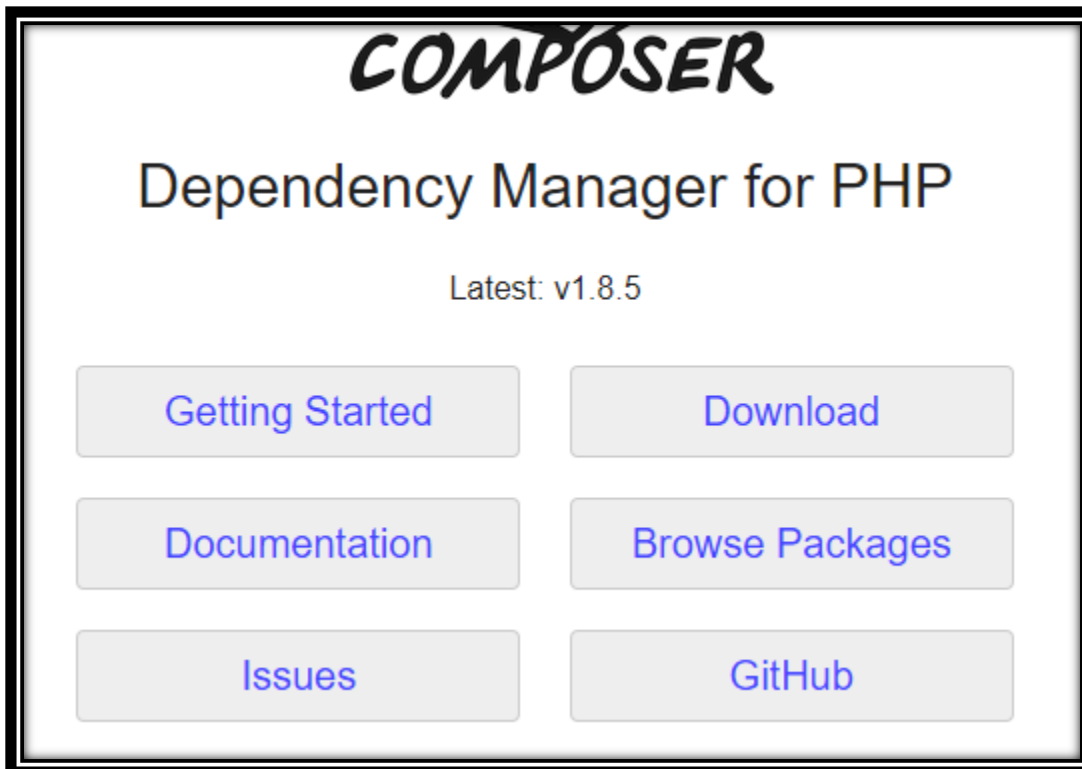 COMPOSER
Dependency Manager for PHP
Latest: v1.8.5
Getting Started
Download
Documentation
Browse Packages
Issues
GitHub